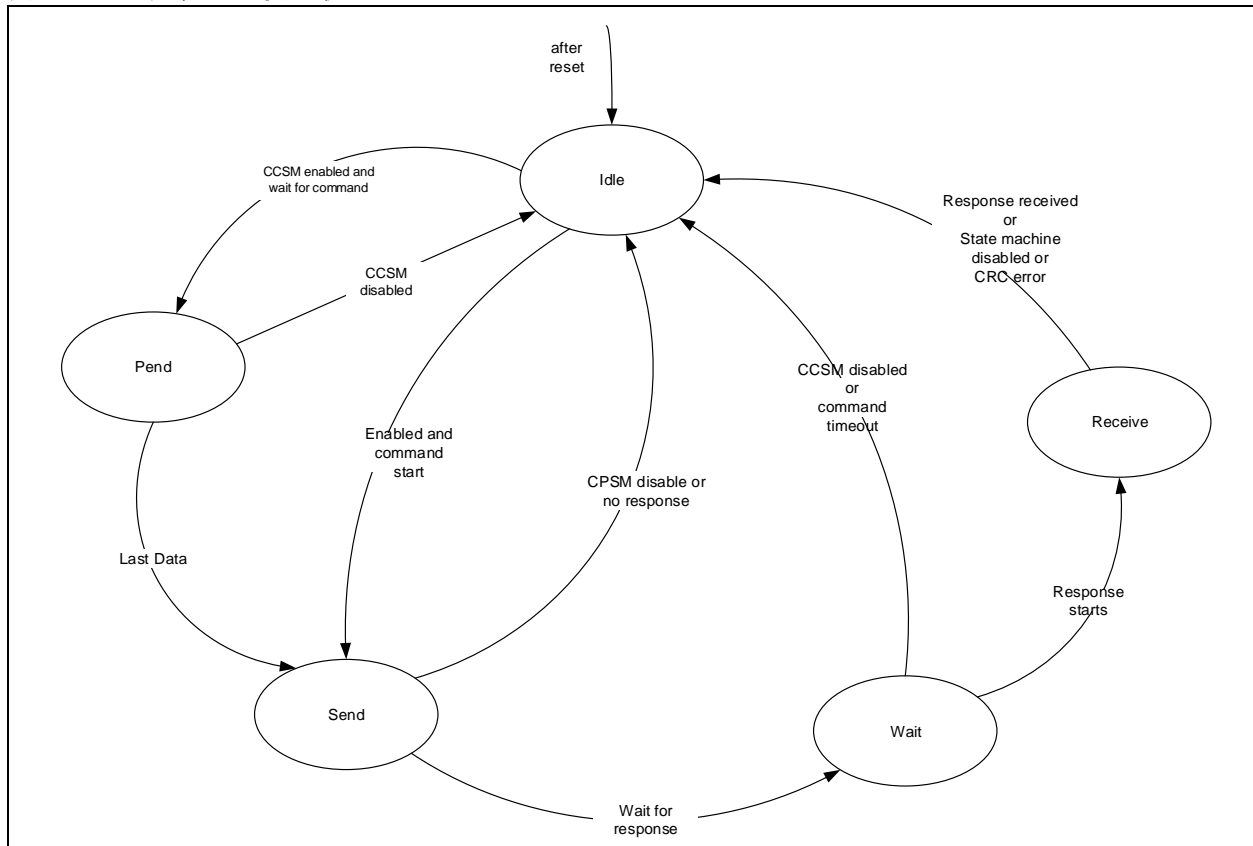 after
reset
Idle
CCSM enabled and
wait for command
Response received
or
State machine
disabled or
CRC error
CCSM
disabled
Pend
CCSM disabled
or
command
timeout
Receive
Enabled and
command
start
CPSM disable or
no response
Last Data
Response
starts
Send
Wait
Wait for
response